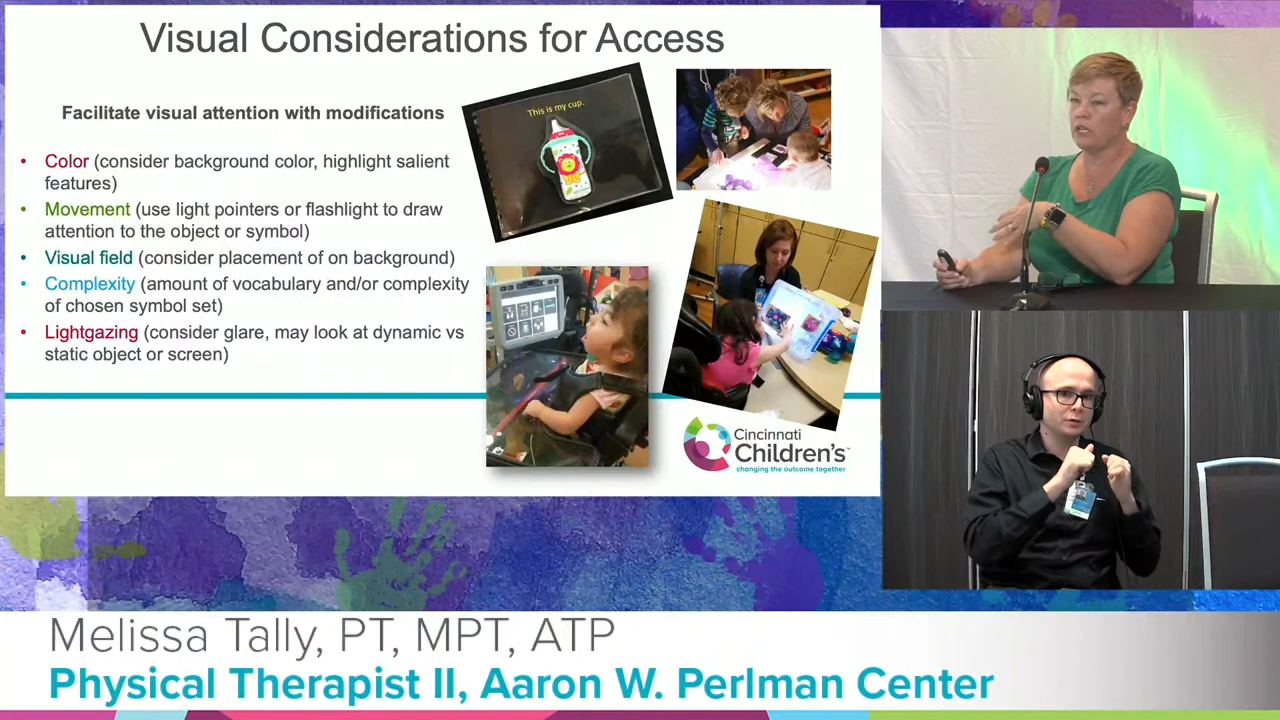 Visual Considerations for Access
Facilitate visual attention with modifications
• Color (consider background color, highlight salient
features)
• Movement (use light pointers or flashlight to draw
attention to the object or symbol)
• Visual field (consider placement of on background)
• Complexity (amount of vocabulary and/or complexity
of chosen symbol set)
• Lightgazing (consider glare, may look at dynamic vs
static object or screen)
This is my cup.
Cincinnati
Children's™
changing the outcome together
Melissa Tally, PT, MPT, ATP
Physical Therapist II, Aaron W. Perlman Center